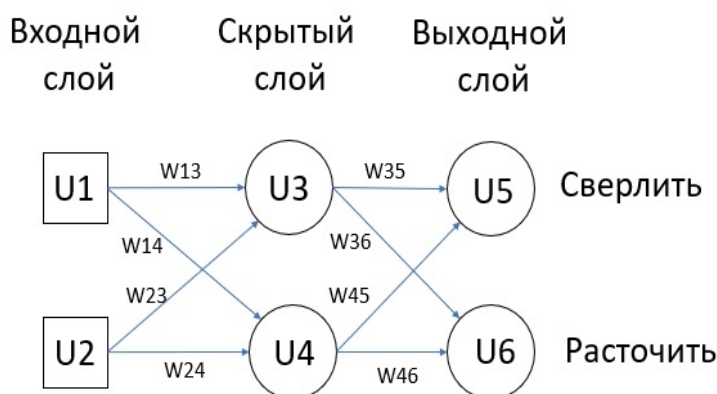 Входной
слой
Скрытый
слой
Выходной
слой
U1
W13
U3
W35
U5
Сверлить
W14
W36
W23
W45
U2
W24
U4
W46
U6
Расточить